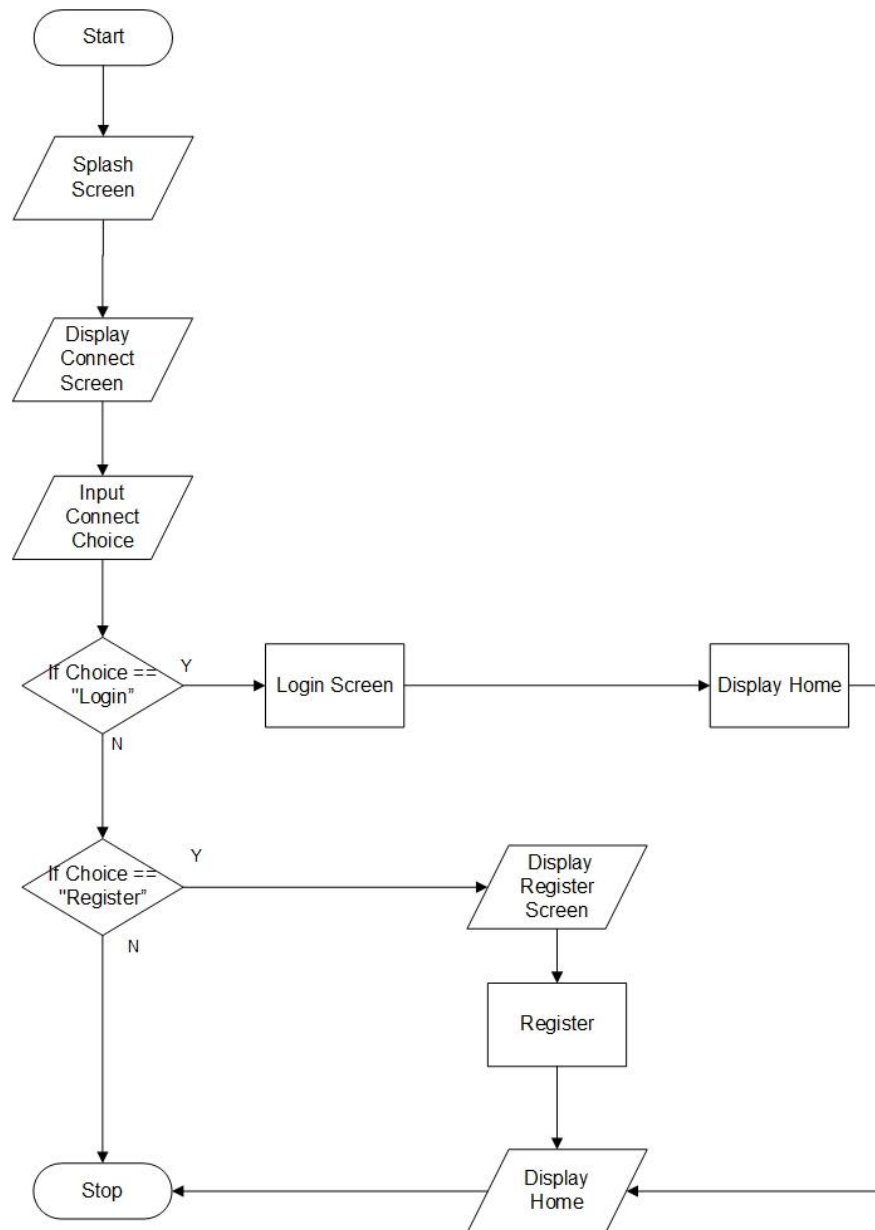 Start
Splash
Screen
Display
Connect
Screen
Input
Connect
Choice
If Choice ==
"Login”
Y
N
Login Screen
Display Home
If Choice ==
"Register”
Y
N
Display
Register
Screen
Register
Display
Home
Stop